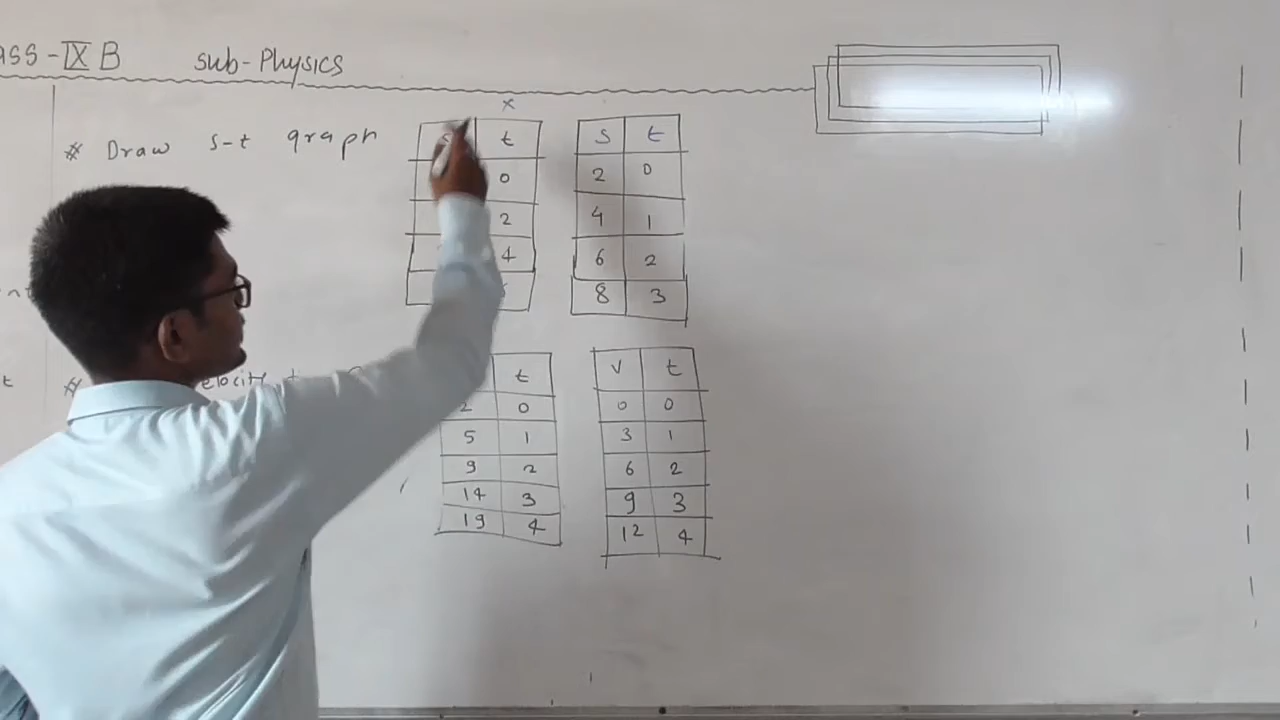 IX B sub-Physics
x
# Draw s-t graph
t
0
2
4
s t
2 0
4 1
6 2
8 3
#
t
2 0
5 1
9 2
14 3
19 4
v t
0 0
3 1
6 2
9 3
12 4